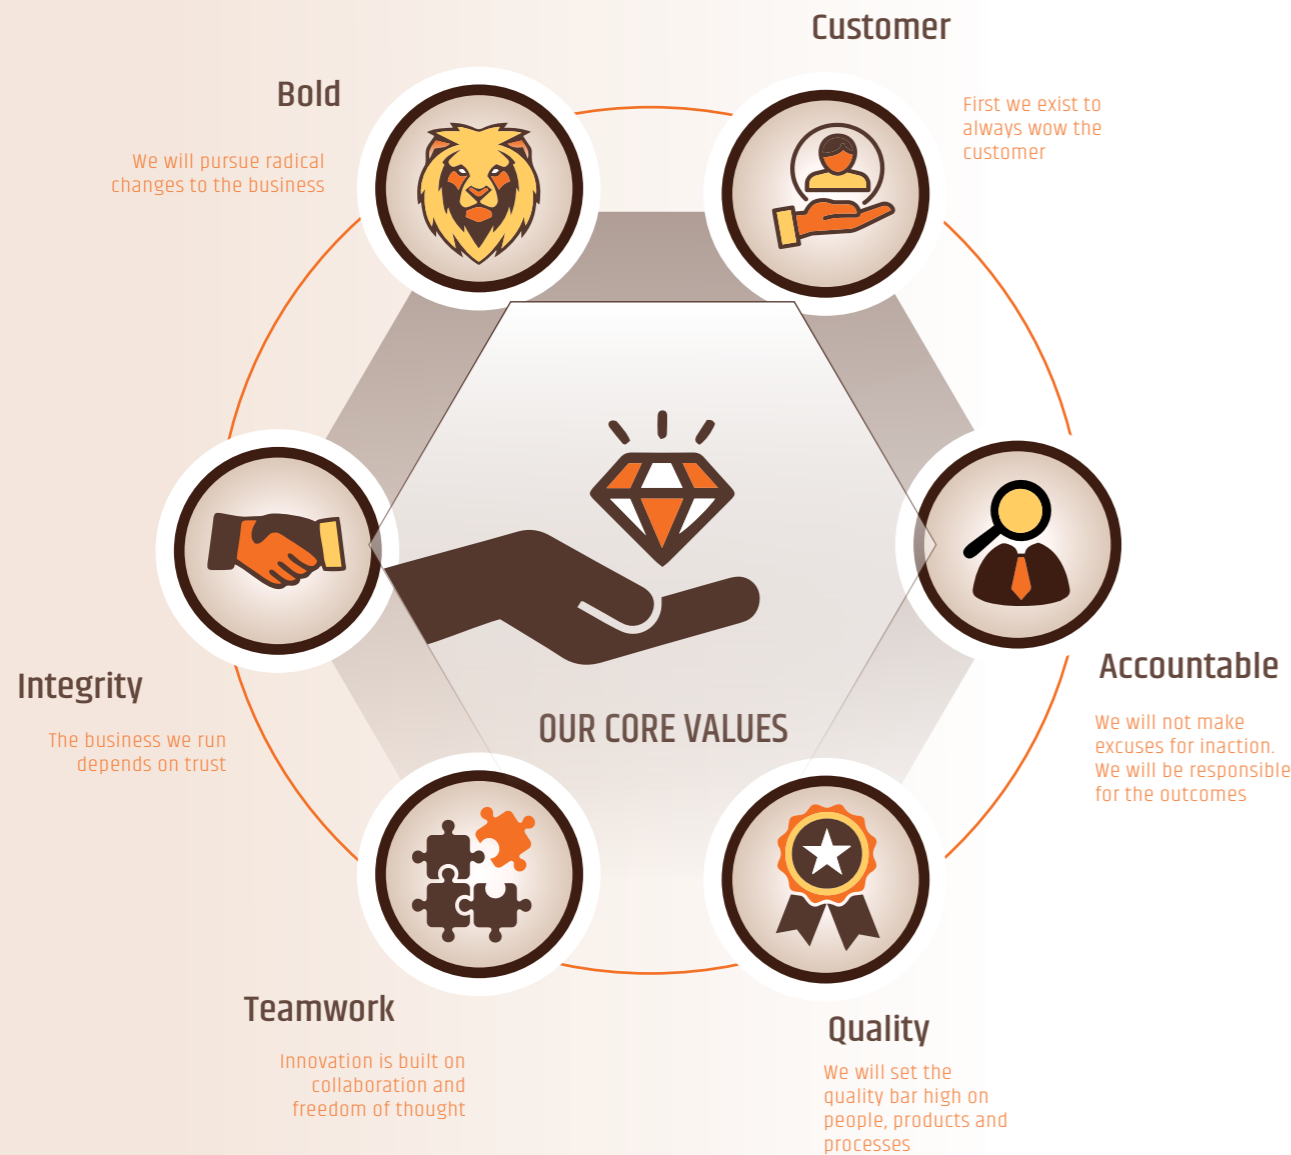 Customer
First we exist to
always wow the
customer
Bold
We will pursue radical
changes to the business
Accountable
We will not make
excuses for inaction.
We will be responsible
for the outcomes
Integrity
The business we run
depends on trust
OUR CORE VALUES
Teamwork
Innovation is built on
collaboration and
freedom of thought
Quality
We will set the
quality bar high on
people, products and
processes